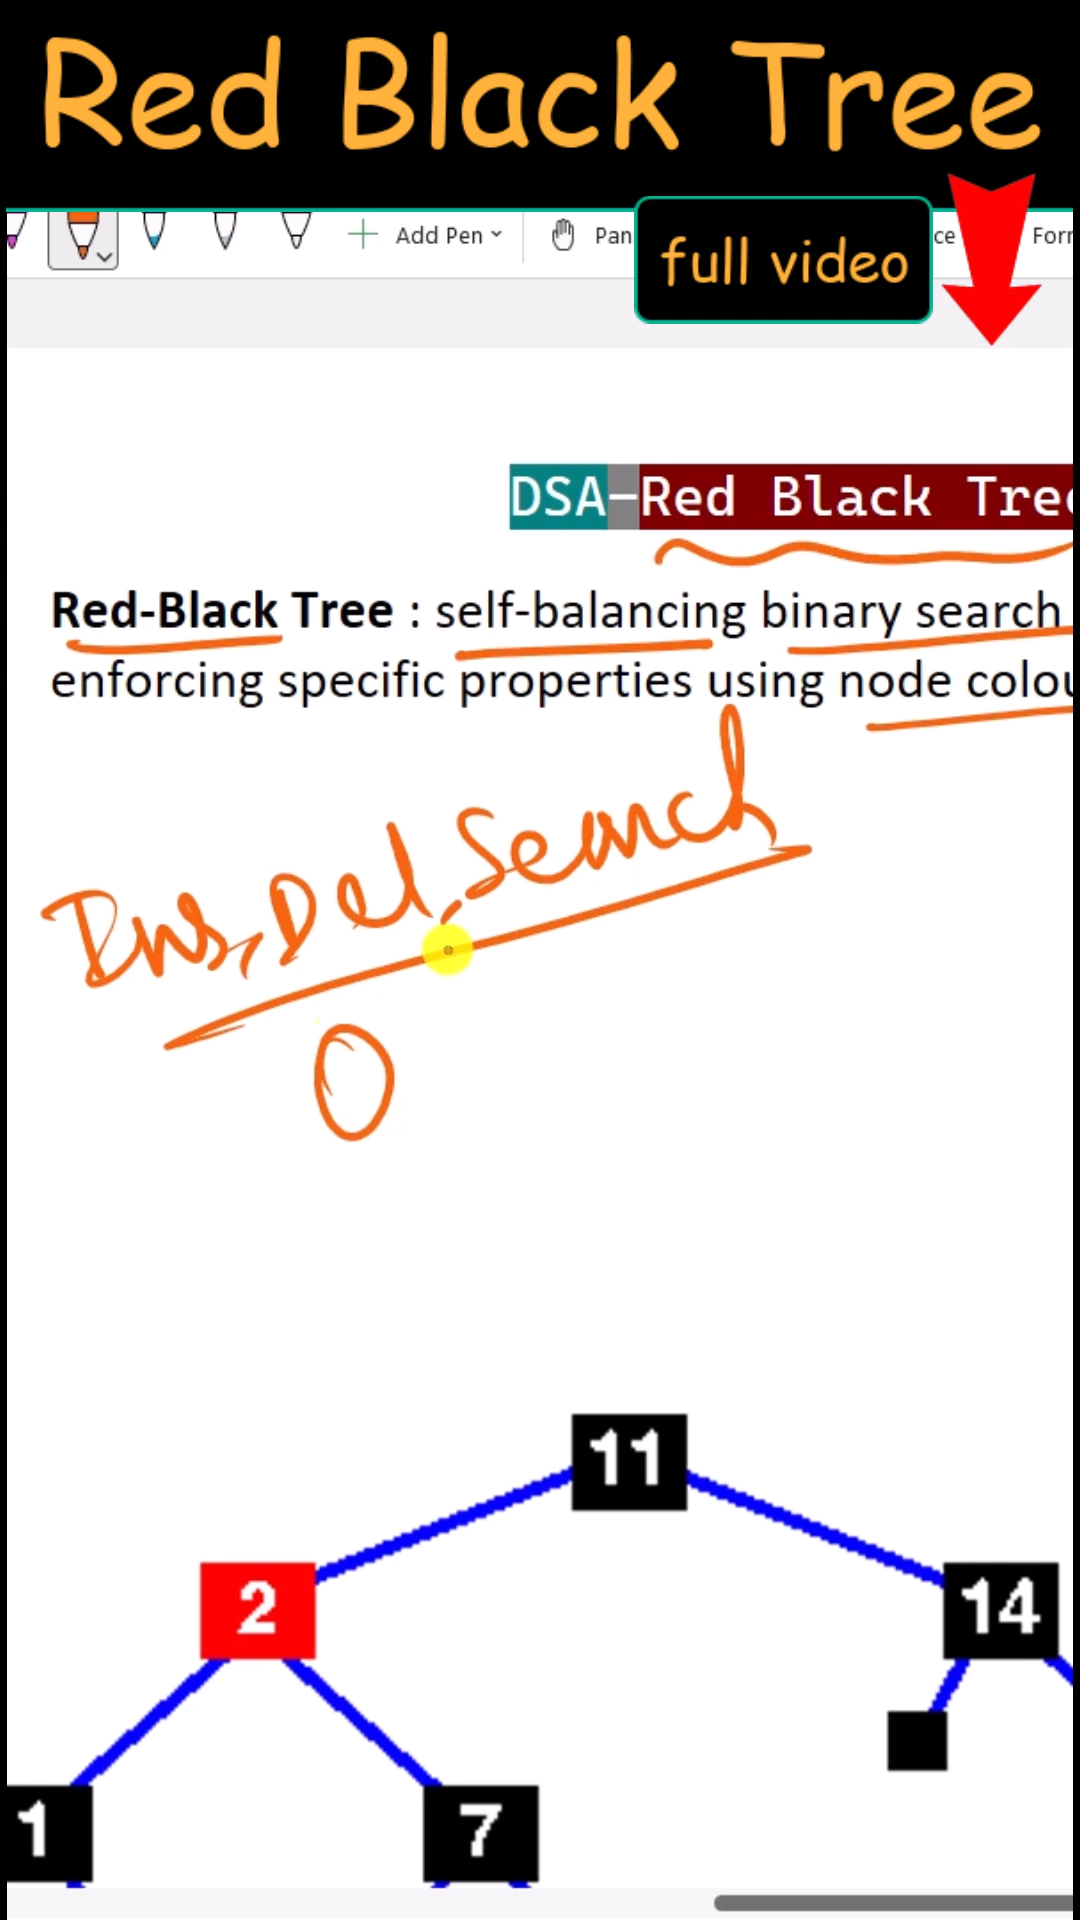 Red Black Tree
Add Pen
Pan
full video
ce
Forr
DSA-Red Black Tree
Red-Black Tree : self-balancing binary search
enforcing specific properties using node colou
Ins, Del, Search
O
11
2
14
1
7